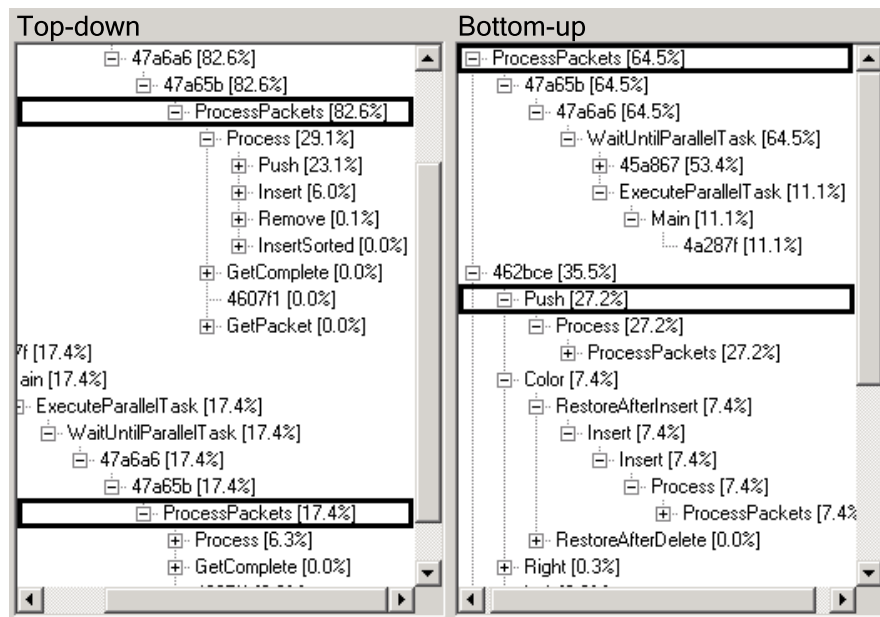 Top-down
47a6a6 [82.6%]
47a65b [82.6%]
ProcessPackets [82.6%]
Process [29.1%]
Push [23.1%]
Insert [6.0%]
Remove [0.1%]
InsertSorted [0.0%]
GetComplete [0.0%]
4607f1 [0.0%]
GetPacket [0.0%]
7f [17.4%]
ain [17.4%]
ExecuteParallelTask [17.4%]
WaitUntilParallelTask [17.4%]
47a6a6 [17.4%]
47a65b [17.4%]
ProcessPackets [17.4%]
Process [6.3%]
GetComplete [0.0%]
Bottom-up
ProcessPackets [64.5%]
47a65b [64.5%]
47a6a6 [64.5%]
WaitUntilParallelTask [64.5%]
45a867 [53.4%]
ExecuteParallelTask [11.1%]
Main [11.1%]
4a287f [11.1%]
462bce [35.5%]
Push [27.2%]
Process [27.2%]
ProcessPackets [27.2%]
Color [7.4%]
RestoreAfterInsert [7.4%]
Insert [7.4%]
Insert [7.4%]
Process [7.4%]
ProcessPackets [7.4%
RestoreAfterDelete [0.0%]
Right [0.3%]